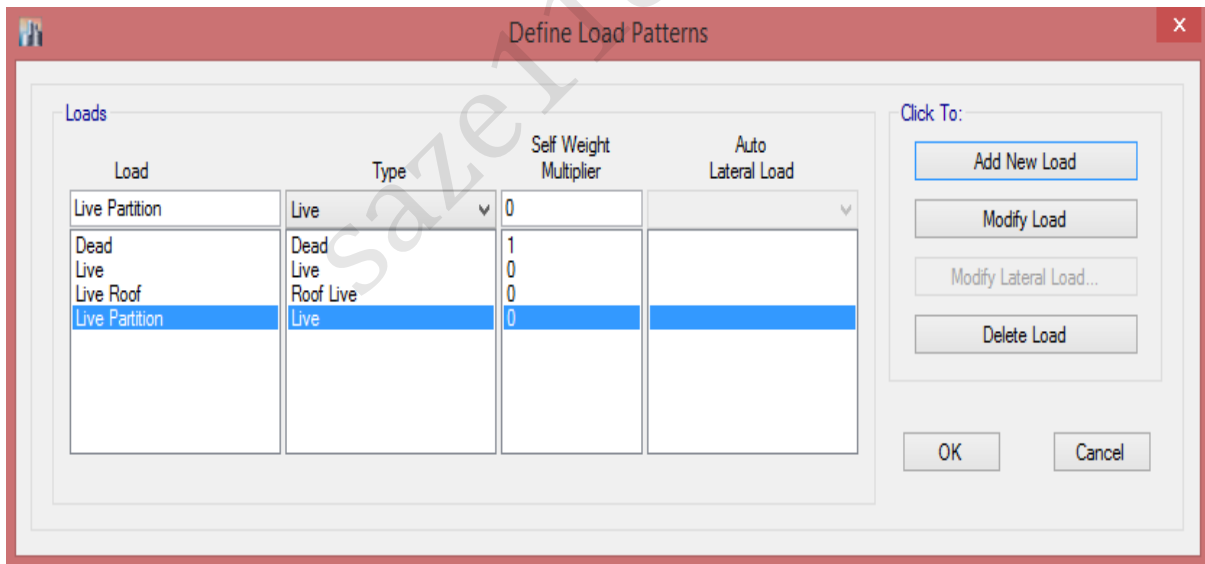 Define Load Patterns
x
Loads
Click To:
Load
Type
Self Weight
Multiplier
Auto
Lateral Load
Live Partition Live 0
Dead Dead 1
Live Live 0
Live Roof Roof Live 0
Live Partition Live 0
Add New Load
Modify Load
Modify Lateral Load...
Delete Load
OK Cancel